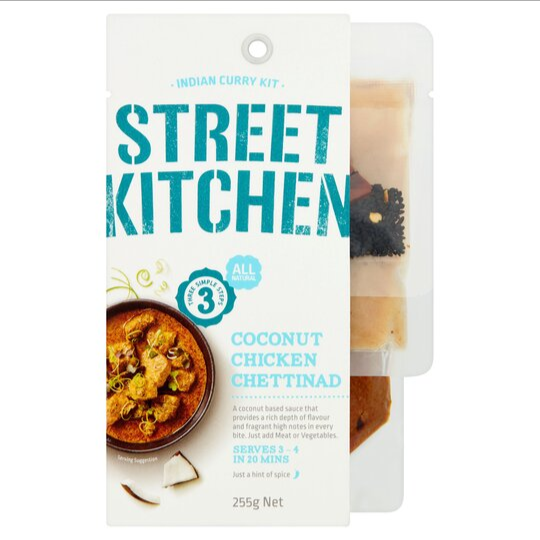 · INDIAN CURRY KIT ·
STREET
KITCHEN
ALL
NATURAL
THREE SIMPLE STEPS
3
COCONUT
CHICKEN
CHETTINAD
A coconut based sauce that
provides a rich depth of flavour
and fragrant high notes in every
bite. Just add Meat or Vegetables.
SERVES 3 - 4
IN 20 MINS
Just a hint of spice
Serving Suggestion
255g Net